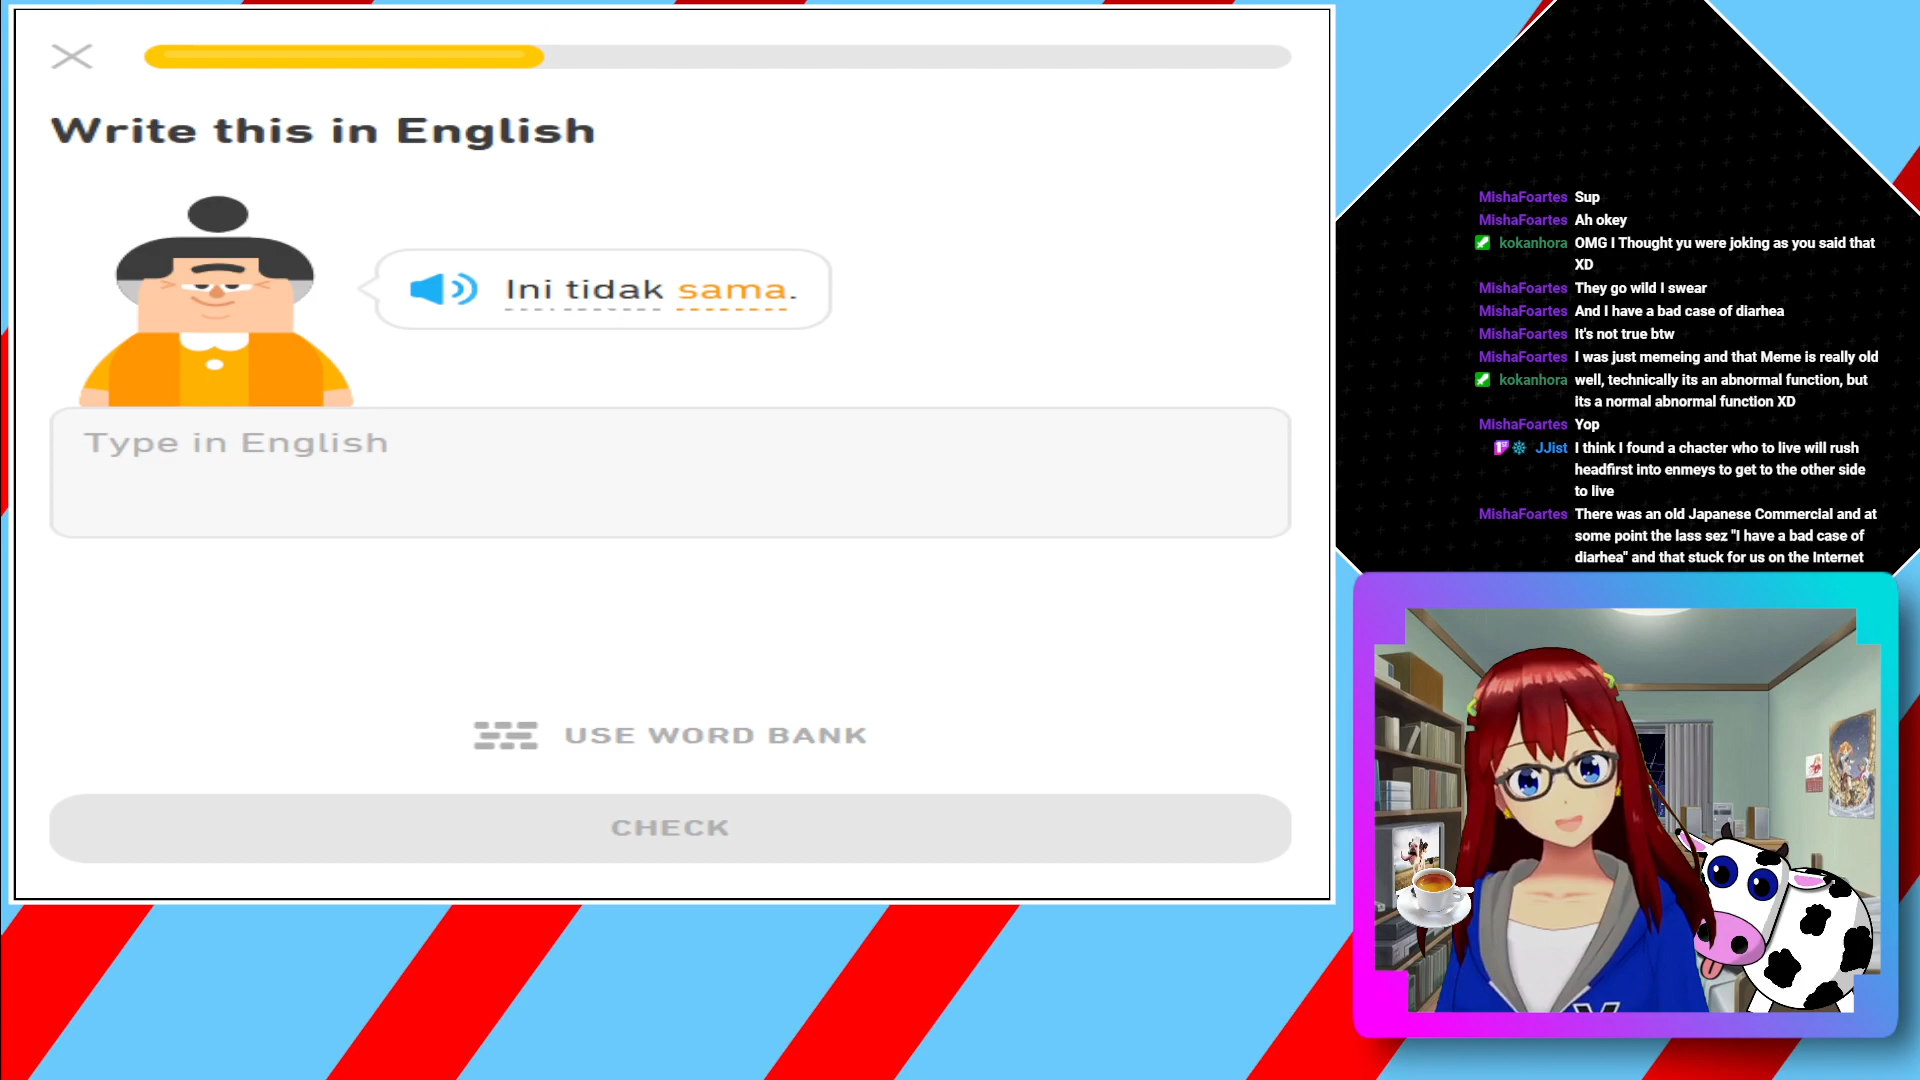 Write this in English
Ini tidak sama.
Type in English
USE WORD BANK
CHECK
MishaFoartes Sup
MishaFoartes Ah okey
kokanhora OMG I Thought yu were joking as you said that
XD
MishaFoartes They go wild I swear
MishaFoartes And I have a bad case of diarhea
MishaFoartes It's not true btw
MishaFoartes I was just memeing and that Meme is really old
kokanhora well, technically its an abnormal function, but
its a normal abnormal function XD
MishaFoartes Yop
JJist I think I found a chacter who to live will rush
headfirst into enmeys to get to the other side
to live
MishaFoartes There was an old Japanese Commercial and at
some point the lass sez "I have a bad case of
diarhea" and that stuck for us on the Internet